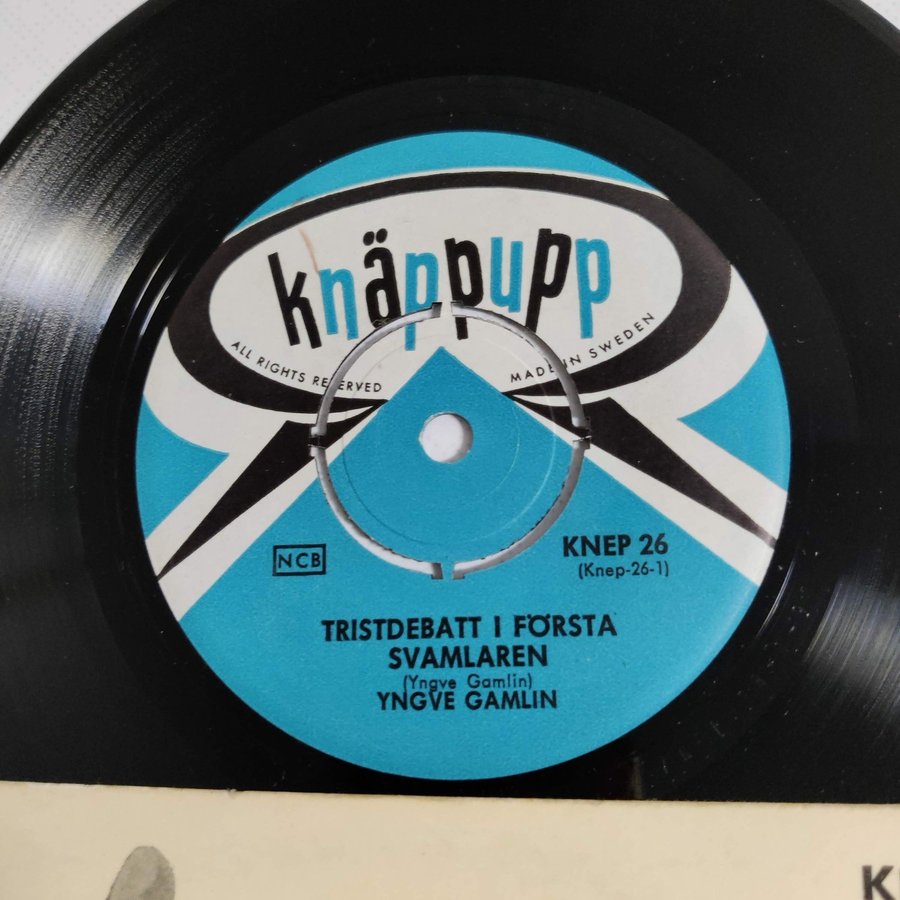 knäppupp
ALL RIGHTS RESERVED
MADE IN SWEDEN
NCB
KNEP 26
(Knep-26-1)
TRISTDEBATT I FÖRSTA
SVAMLAREN
(Yngve Gamlin)
YNGVE GAMLIN
K